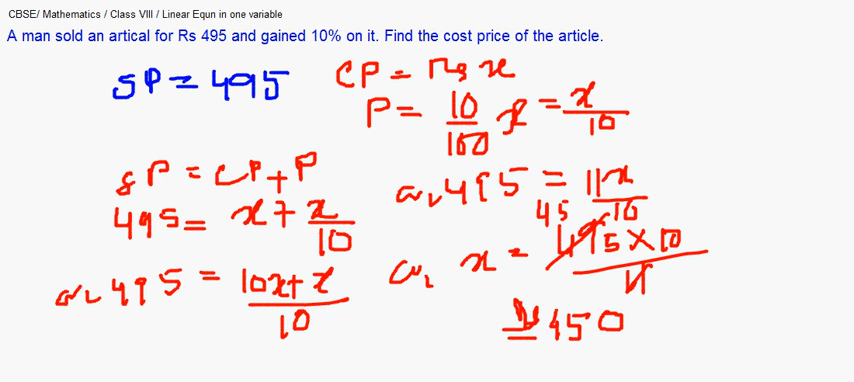 CBSE/ Mathematics / Class VIII / Linear Equn in one variable
A man sold an artical for Rs 495 and gained 10% on it. Find the cost price of the article.
SP = 495
CP = Rs x
P = 10/100 x = x/10
SP = CP + P
495 = x + x/10
or 495 = 10x + x/10
or 495 = 11x/10
or x = 495 × 10/11
45
Rs 450